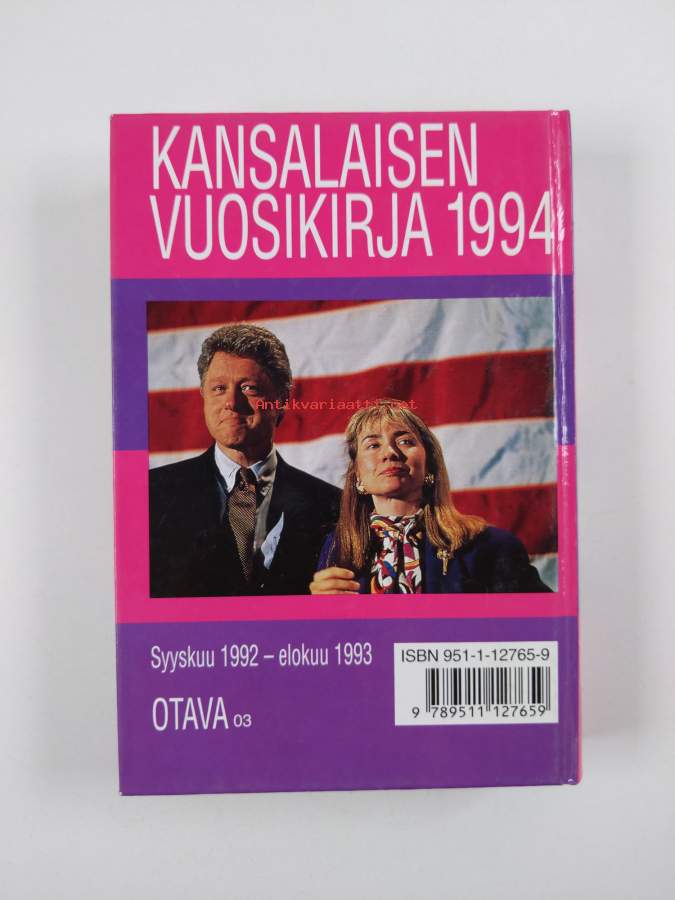 KANSALAISEN
VUOSIKIRJA 1994
Antikvariaatti.net
Syyskuu 1992 – elokuu 1993
ISBN 951-1-12765-9
9 789511 127659
OTAVA 03